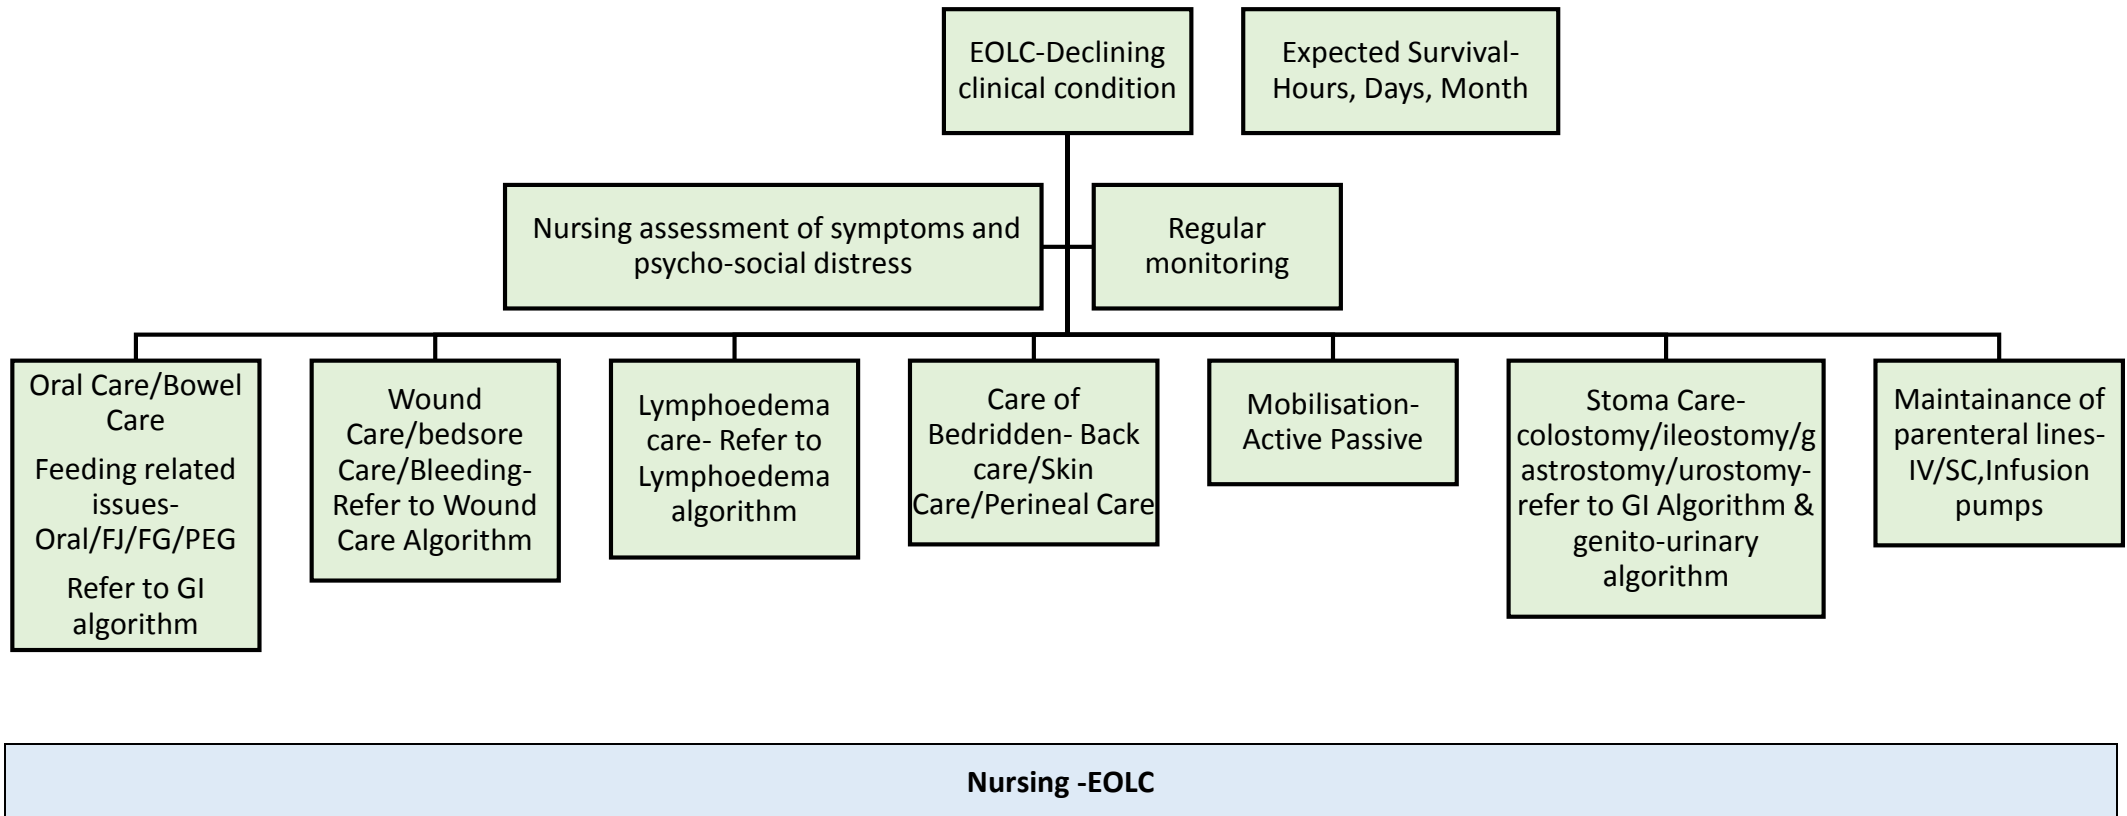 EOLC-Declining
clinical condition
Expected Survival-
Hours, Days, Month
Nursing assessment of symptoms and
psycho-social distress
Regular
monitoring
Oral Care/Bowel
Care
Feeding related
issues-
Oral/FJ/FG/PEG
Refer to GI
algorithm
Wound
Care/bedsore
Care/Bleeding-
Refer to Wound
Care Algorithm
Lymphoedema
care- Refer to
Lymphoedema
algorithm
Care of
Bedridden- Back
care/Skin
Care/Perineal Care
Mobilisation-
Active Passive
Stoma Care-
colostomy/ileostomy/g
astrostomy/urostomy-
refer to GI Algorithm &
genito-urinary
algorithm
Maintainance of
parenteral lines-
IV/SC,Infusion
pumps
Nursing -EOLC